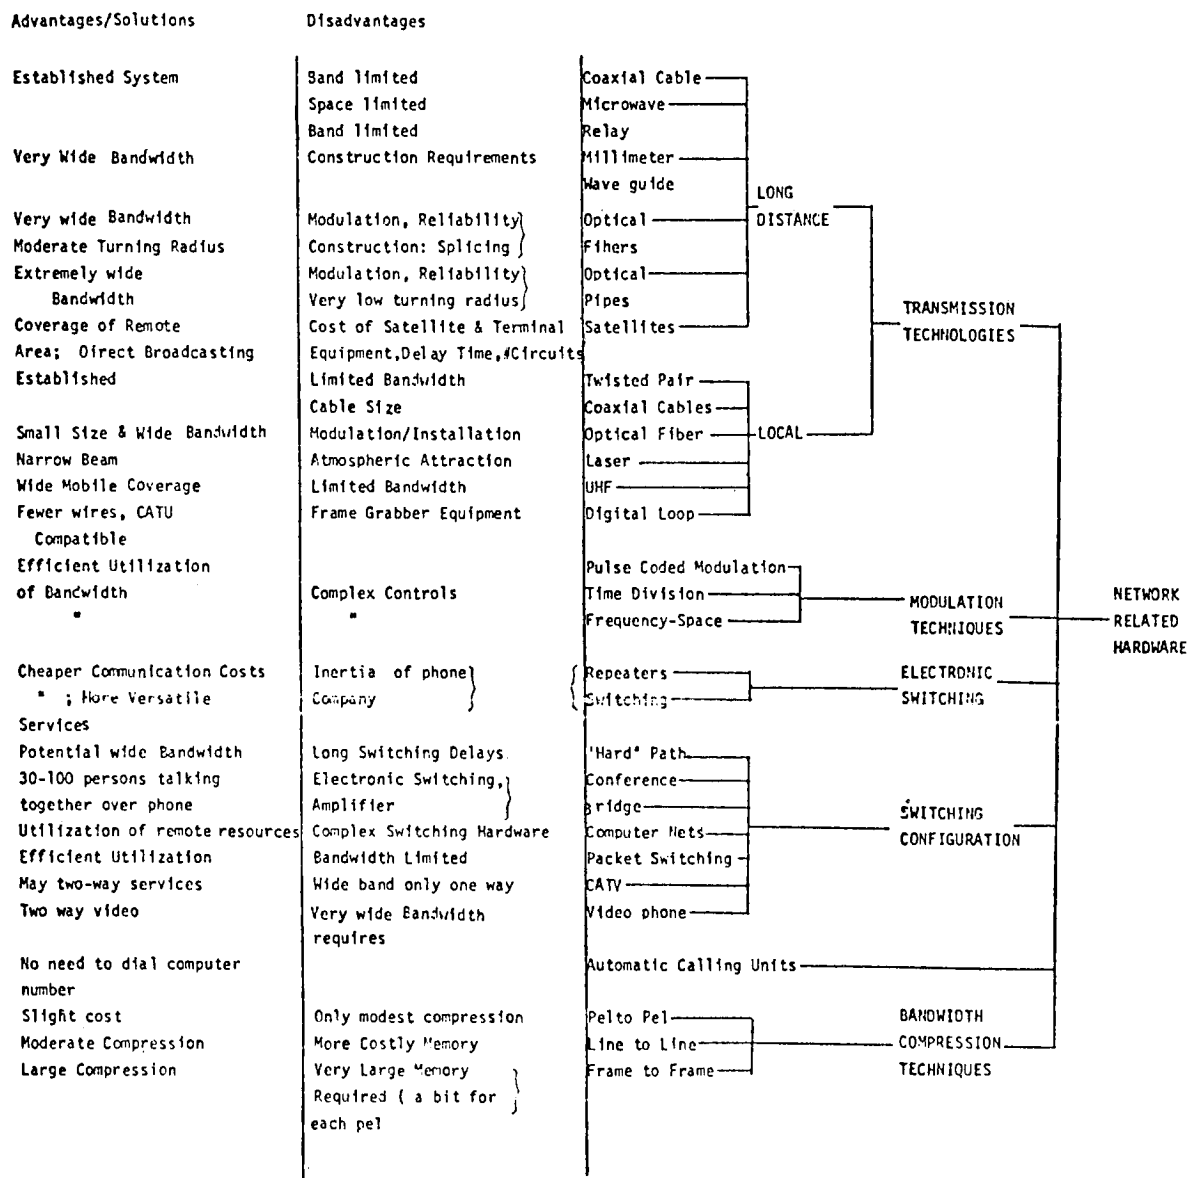 Advantages/Solutions Disadvantages
Established System Band limited Coaxial Cable
Space limited Microwave
Band limited Relay
Very Wide Bandwidth Construction Requirements Millimeter
Wave guide LONG
Very wide Bandwidth Modulation, Reliability Optical DISTANCE
Moderate Turning Radius Construction: Splicing Fihers
Extremely wide Modulation, Reliability Optical
Bandwidth Very low turning radius Pipes TRANSMISSION
Coverage of Remote Cost of Satellite & Terminal Satellites TECHNOLOGIES
Area; Direct Broadcasting Equipment,Delay Time,#Circuits
Established Limited Bandwidth Twisted Pair
Cable Size Coaxial Cables
Small Size & Wide Bandwidth Modulation/Installation Optical Fiber LOCAL
Narrow Beam Atmospheric Attraction Laser
Wide Mobile Coverage Limited Bandwidth UHF
Fewer wires, CATU Frame Grabber Equipment Digital Loop
Compatible
Efficient Utilization Pulse Coded Modulation
of Bandwidth Complex Controls Time Division MODULATION NETWORK
" " Frequency-Space TECHNIQUES RELATED
HARDWARE
Cheaper Communication Costs Inertia of phone Repeaters ELECTRONIC
" ; More Versatile Company Switching SWITCHING
Services
Potential wide Bandwidth Long Switching Delays 'Hard" Path
30-100 persons talking Electronic Switching, Conference
together over phone Amplifier Bridge SWITCHING
Utilization of remote resources Complex Switching Hardware Computer Nets CONFIGURATION
Efficient Utilization Bandwidth Limited Packet Switching
May two-way services Wide band only one way CATV
Two way video Very wide Bandwidth Video phone
requires
No need to dial computer Automatic Calling Units
number
Slight cost Only modest compression Pelto Pel BANDWIDTH
Moderate Compression More Costly Memory Line to Line COMPRESSION
Large Compression Very Large Memory Frame to Frame TECHNIQUES
Required ( a bit for
each pel